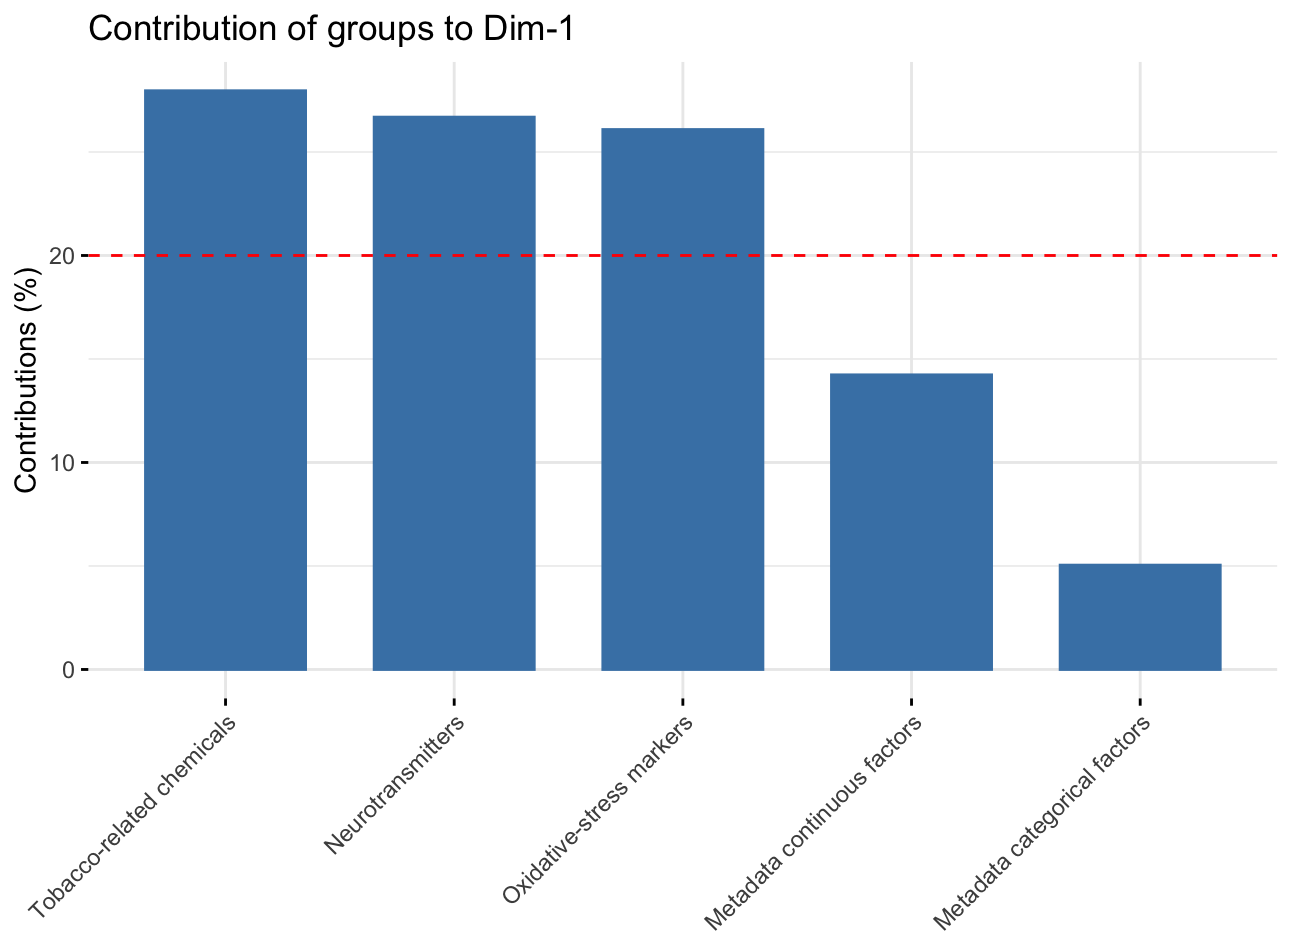 Contribution of groups to Dim-1
Contributions (%)
20
10
0
Tobacco-related chemicals
Neurotransmitters
Oxidative-stress markers
Metadata continuous factors
Metadata categorical factors